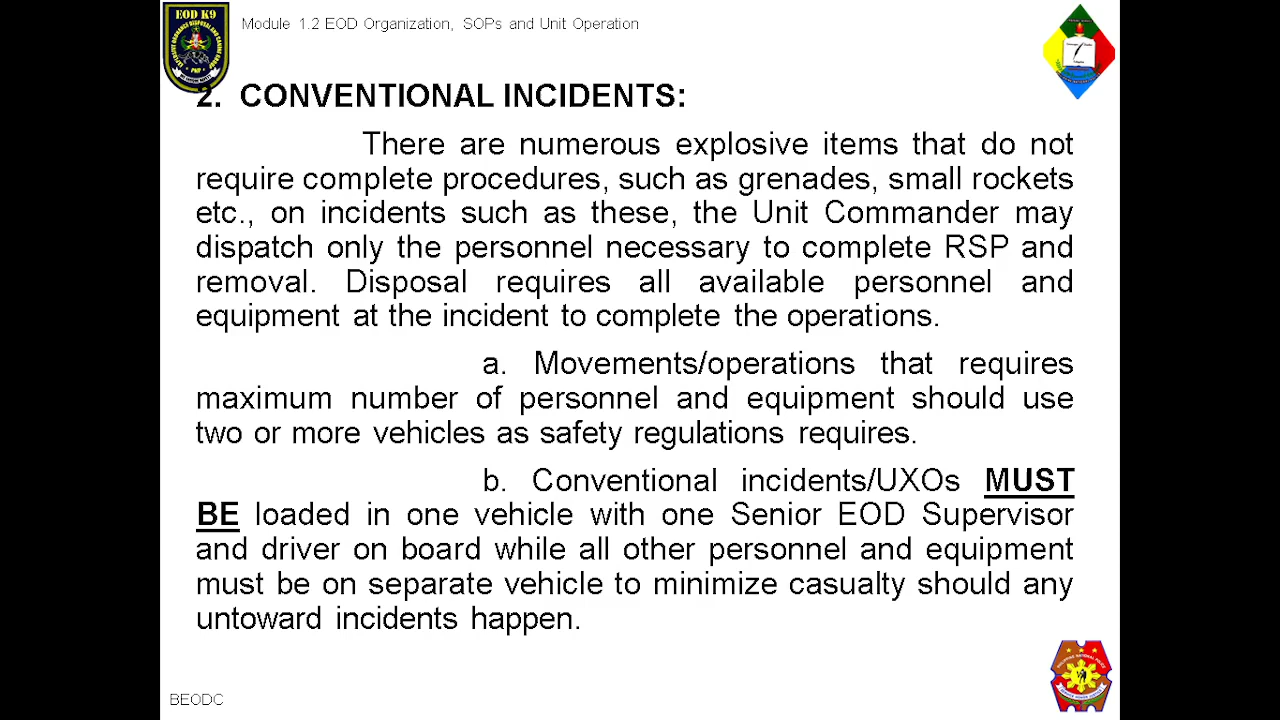 EOD K9
Module 1.2 EOD Organization, SOPs and Unit Operation
2. CONVENTIONAL INCIDENTS:
There are numerous explosive items that do not
require complete procedures, such as grenades, small rockets
etc., on incidents such as these, the Unit Commander may
dispatch only the personnel necessary to complete RSP and
removal. Disposal requires all available personnel and
equipment at the incident to complete the operations.
a. Movements/operations that requires
maximum number of personnel and equipment should use
two or more vehicles as safety regulations requires.
b. Conventional incidents/UXOs MUST
BE loaded in one vehicle with one Senior EOD Supervisor
and driver on board while all other personnel and equipment
must be on separate vehicle to minimize casualty should any
untoward incidents happen.
BEODC